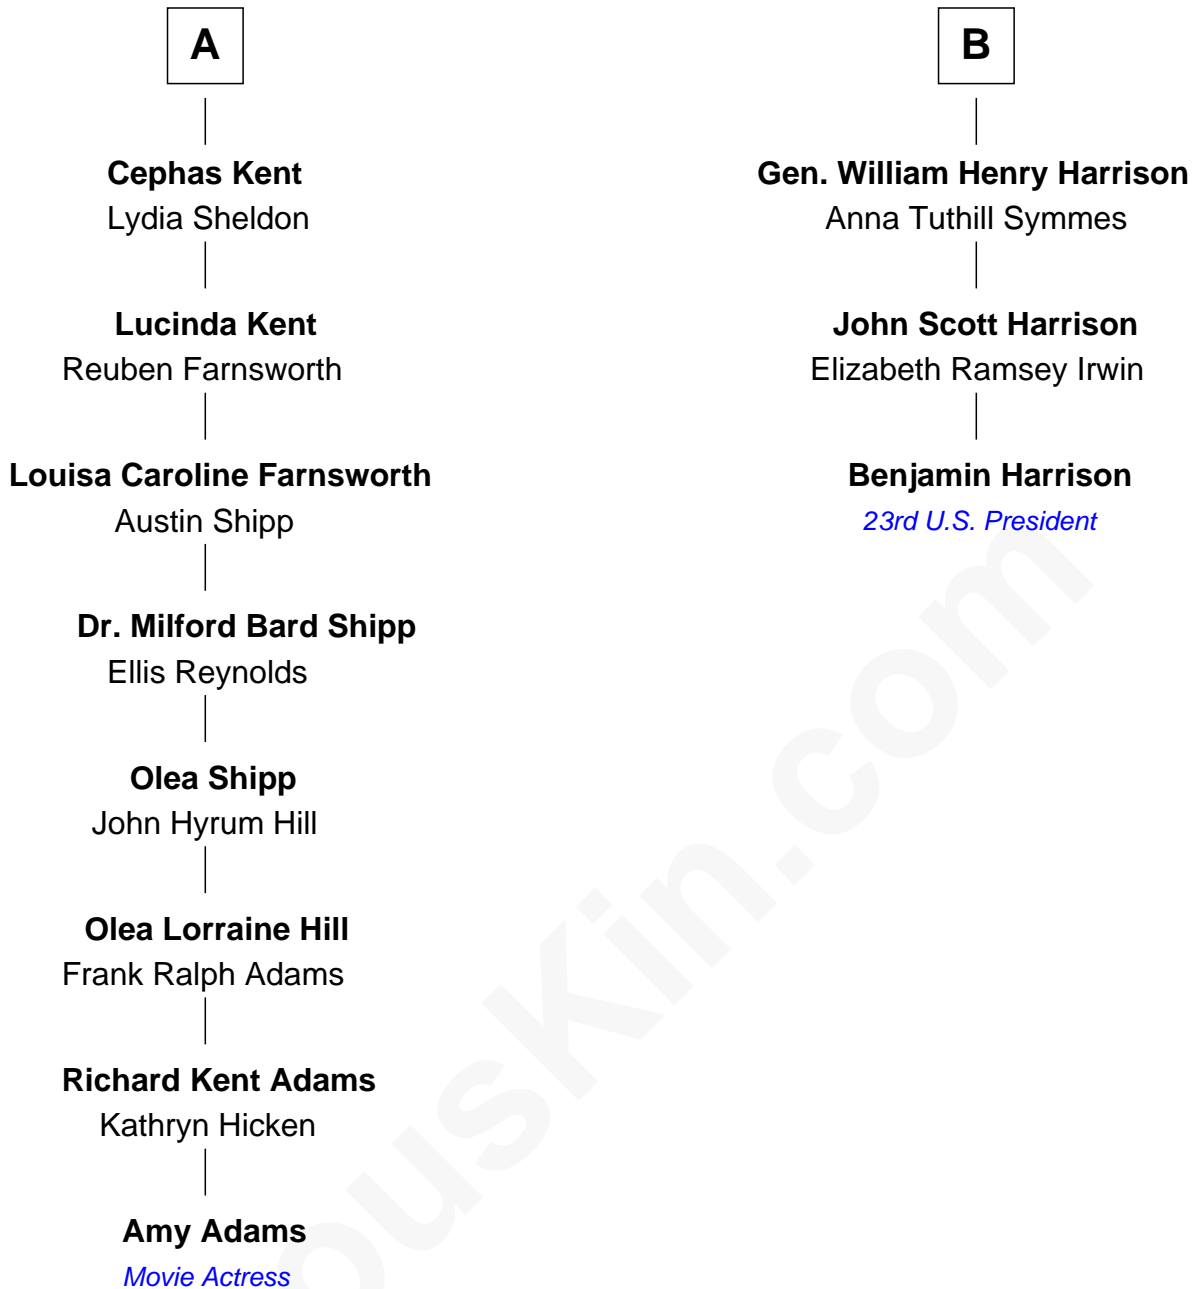 A
Cephas Kent
Lydia Sheldon
Lucinda Kent
Reuben Farnsworth
Louisa Caroline Farnsworth
Austin Shipp
Dr. Milford Bard Shipp
Ellis Reynolds
Olea Shipp
John Hyrum Hill
Olea Lorraine Hill
Frank Ralph Adams
Richard Kent Adams
Kathryn Hicken
Amy Adams
Movie Actress
B
Gen. William Henry Harrison
Anna Tuthill Symmes
John Scott Harrison
Elizabeth Ramsey Irwin
Benjamin Harrison
23rd U.S. President
ousKin.com